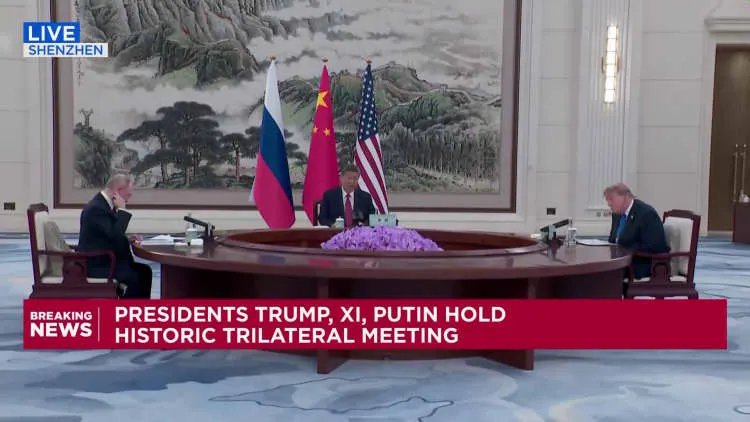 LIVE
SHENZHEN
BREAKING
NEWS
PRESIDENTS TRUMP, XI, PUTIN HOLD
HISTORIC TRILATERAL MEETING